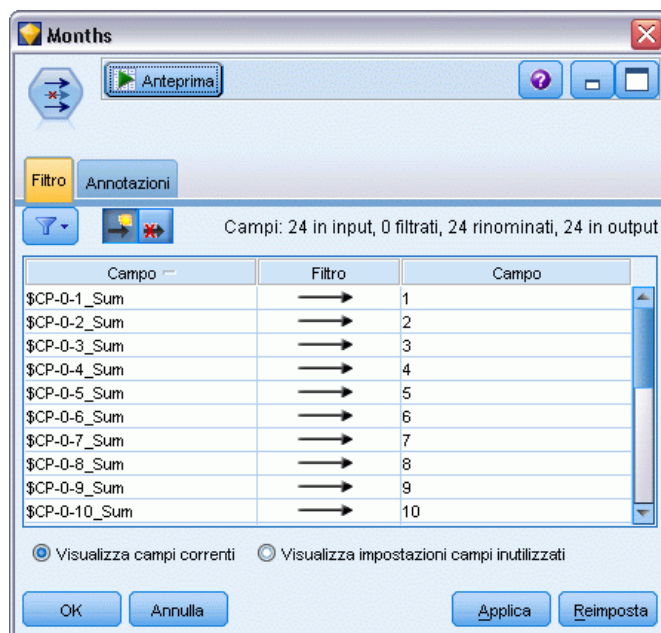 Months
Anteprima
Filtro Annotazioni
Campi: 24 in input, 0 filtrati, 24 rinominati, 24 in output
Campo Filtro Campo
$CP-0-1_Sum 1
$CP-0-2_Sum 2
$CP-0-3_Sum 3
$CP-0-4_Sum 4
$CP-0-5_Sum 5
$CP-0-6_Sum 6
$CP-0-7_Sum 7
$CP-0-8_Sum 8
$CP-0-9_Sum 9
$CP-0-10_Sum 10
Visualizza campi correnti Visualizza impostazioni campi inutilizzati
OK Annulla Applica Reimposta